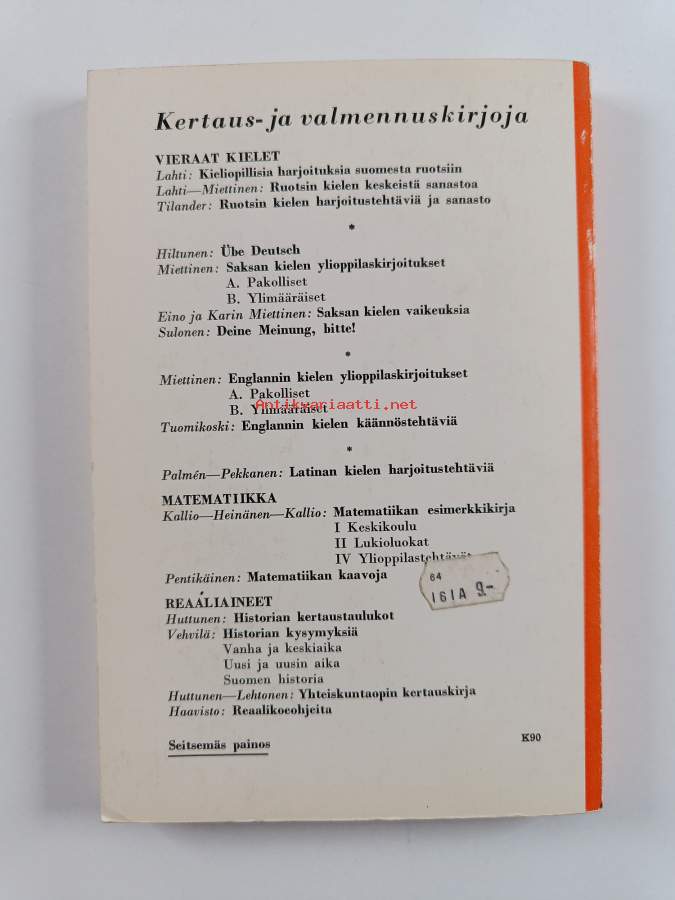 Kertaus- ja valmennuskirjoja
VIERAAT KIELET
Lahti: Kieliopillisia harjoituksia suomesta ruotsiin
Lahti—Miettinen: Ruotsin kielen keskeistä sanastoa
Tilander: Ruotsin kielen harjoitustehtäviä ja sanasto
*
Hiltunen: Übe Deutsch
Miettinen: Saksan kielen ylioppilaskirjoitukset
A. Pakolliset
B. Ylimääräiset
Eino ja Karin Miettinen: Saksan kielen vaikeuksia
Sulonen: Deine Meinung, bitte!
*
Miettinen: Englannin kielen ylioppilaskirjoitukset
A. Pakolliset
B. Ylimääräiset
Antikvariaatti.net
Tuomikoski: Englannin kielen käännöstehtäviä
*
Palmén—Pekkanen: Latinan kielen harjoitustehtäviä
MATEMATIIKKA
Kallio—Heinänen—Kallio: Matematiikan esimerkkikirja
I Keskikoulu
II Lukioluokat
IV Ylioppilastehtävät
Pentikäinen: Matematiikan kaavoja
64
161A 9-
REAALIAINEET
Huttunen: Historian kertaustaulukot
Vehvilä: Historian kysymyksiä
Vanha ja keskiaika
Uusi ja uusin aika
Suomen historia
Huttunen—Lehtonen: Yhteiskuntaopin kertauskirja
Haavisto: Reaalikoeohjeita
Seitsemäs painos
K90